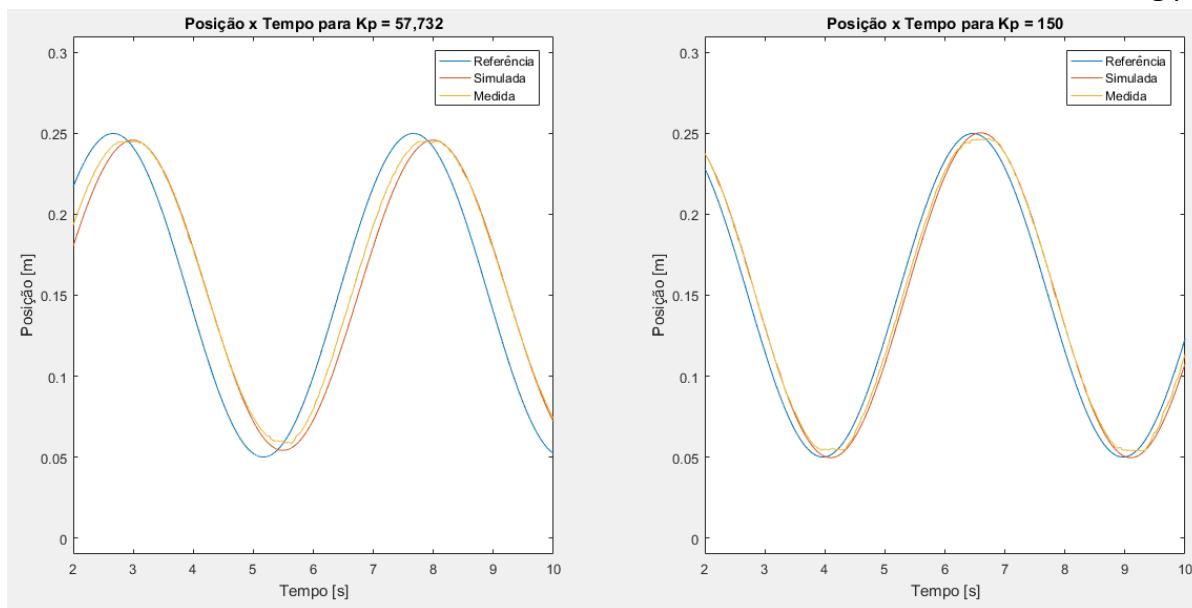 Posição x Tempo para Kp = 57,732
0.3
0.25
0.2
0.15
0.1
0.05
0
Posição [m]
2 3 4 5 6 7 8 9 10
Tempo [s]
Referência
Simulada
Medida
Posição x Tempo para Kp = 150
0.3
0.25
0.2
0.15
0.1
0.05
0
Posição [m]
2 3 4 5 6 7 8 9 10
Tempo [s]
Referência
Simulada
Medida